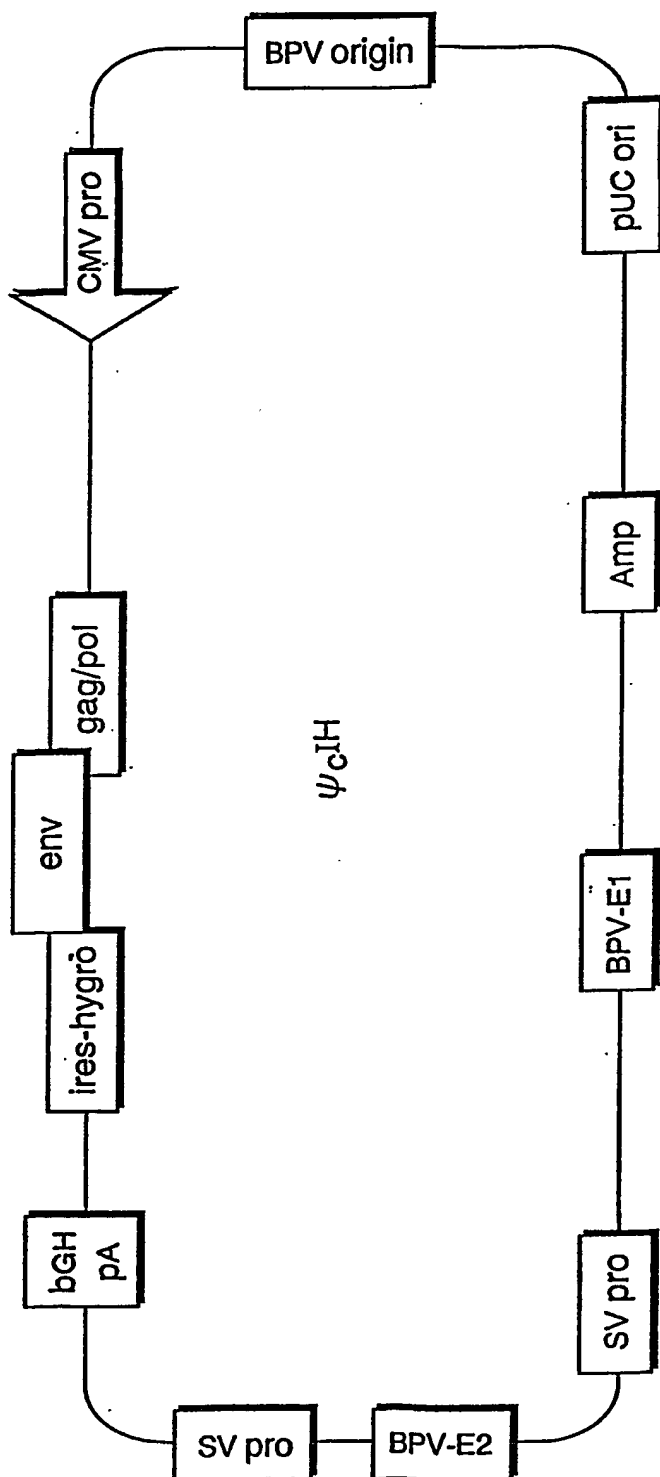 BPV origin
CMV pro
pUC ori
gag/pol
Amp
env
ψcIH
ires-hygro
BPV-E1
bGH
pA
SV pro
SV pro
BPV-E2